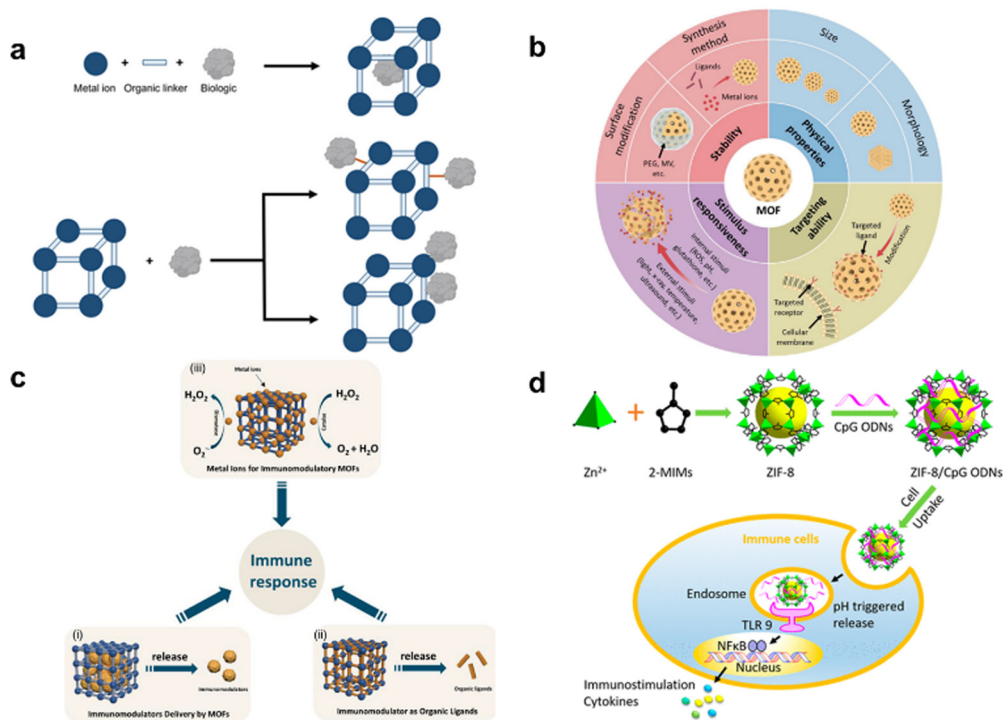 a
Metal ion
+
Organic linker
+
Biologic
+
b
Synthesis method
Ligands
Metal ions
Surface modification
PEG, MV,
etc.
Stability
Size
Physical properties
Morphology
MOF
Stimulus responsiveness
Internal stimuli
(ROS, pH,
glutathione, etc.)
External stimuli
(light, x-ray, temperature,
ultrasound, etc.)
Targeting ability
Targeted
ligand
Modification
Targeted
receptor
Cellular
membrane
c
(iii)
Metal ions
H2O2
H2O2
Catalase
O2-
O2 + H2O
Metal Ions for Immunomodulatory MOFs
Immune
response
(i)
release
Immunomodulators
Immunomodulators Delivery by MOFs
(ii)
release
Organic ligands
Immunomodulator as Organic Ligands
d
+
CpG ODNs
Zn2+
2-MIMs
ZIF-8
ZIF-8/CpG ODNs
Cell
Uptake
Immune cells
Endosome
pH triggered
release
TLR 9
NFκB
Nucleus
Immunostimulation
Cytokines